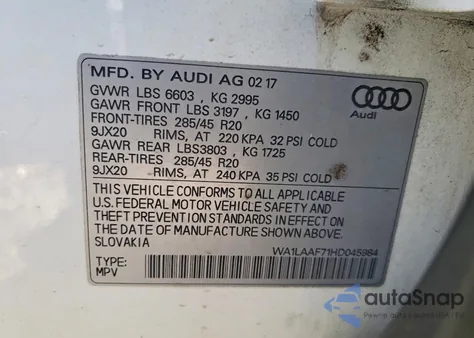 MFD. BY AUDI AG 02 17
GVWR LBS 6603 , KG 2995
GAWR FRONT LBS 3197 , KG 1450
FRONT-TIRES 285/45 R20
9JX20 RIMS, AT 220 KPA 32 PSI COLD
GAWR REAR LBS3803 , KG 1725
REAR-TIRES 285/45 R20
9JX20 RIMS, AT 240 KPA 35 PSI COLD
Audi
THIS VEHICLE CONFORMS TO ALL APPLICABLE
U.S. FEDERAL MOTOR VEHICLE SAFETY AND
THEFT PREVENTION STANDARDS IN EFFECT ON
THE DATE OF MANUFACTURE SHOWN ABOVE.
SLOVAKIA
WA1LAAF71HD045984
TYPE:
MPV
autoSnap